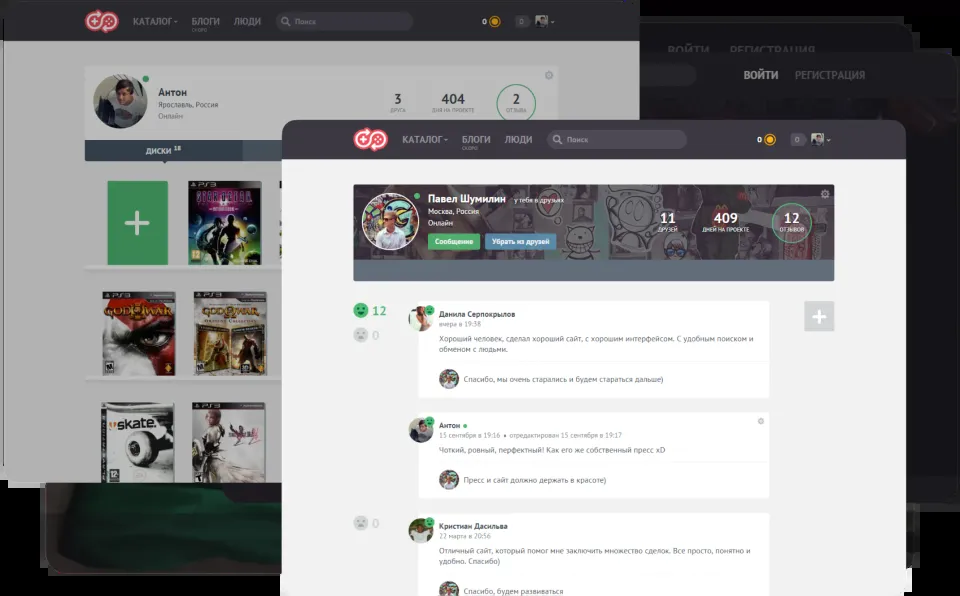 КАТАЛОГ
БЛОГИ
СКОРО
ЛЮДИ
Поиск
0
0
ВОЙТИ РЕГИСТРАЦИЯ
ВОЙТИ РЕГИСТРАЦИЯ
Антон
Ярославль, Россия
Онлайн
3
ДРУГА
404
ДНЯ НА ПРОЕКТЕ
2
ОТЗЫВА
ДИСКИ 18
PS3
PS3
GOD OF WAR
PS3
GOD OF WAR
PS3
skate.
PS3
КАТАЛОГ
БЛОГИ
СКОРО
ЛЮДИ
Поиск
0
0
Павел Шумилин у тебя в друзьях
Москва, Россия
Онлайн
Сообщение
Убрать из друзей
11
ДРУЗЕЙ
409
ДНЕЙ НА ПРОЕКТЕ
12
ОТЗЫВОВ
12
0
Данила Серпокрылов
вчера в 19:38
Хороший человек, сделал хороший сайт, с хорошим интерфейсом. С удобным поиском и
обменом с людьми.
Спасибо, мы очень старались и будем стараться дальше)
Антон
15 сентября в 19:16 • отредактирован 15 сентября в 19:17
Чоткий, ровный, перфектный! Как его же собственный пресс xD
Пресс и сайт должно держать в красоте)
0
Кристиан Дасильва
22 марта в 20:56
Отличный сайт, который помог мне заключить множество сделок. Все просто, понятно и
удобно. Спасибо)
Спасибо, будем развиваться